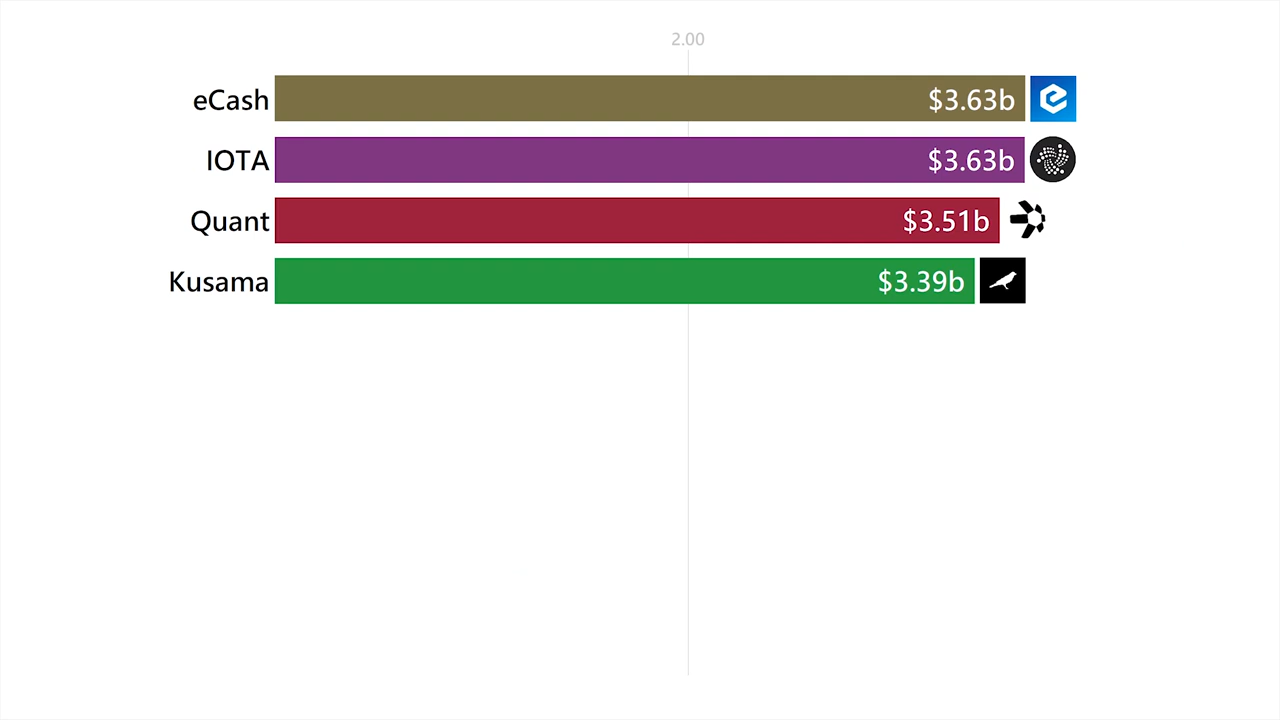 2.00
eCash $3.63b
IOTA $3.63b
Quant $3.51b
Kusama $3.39b